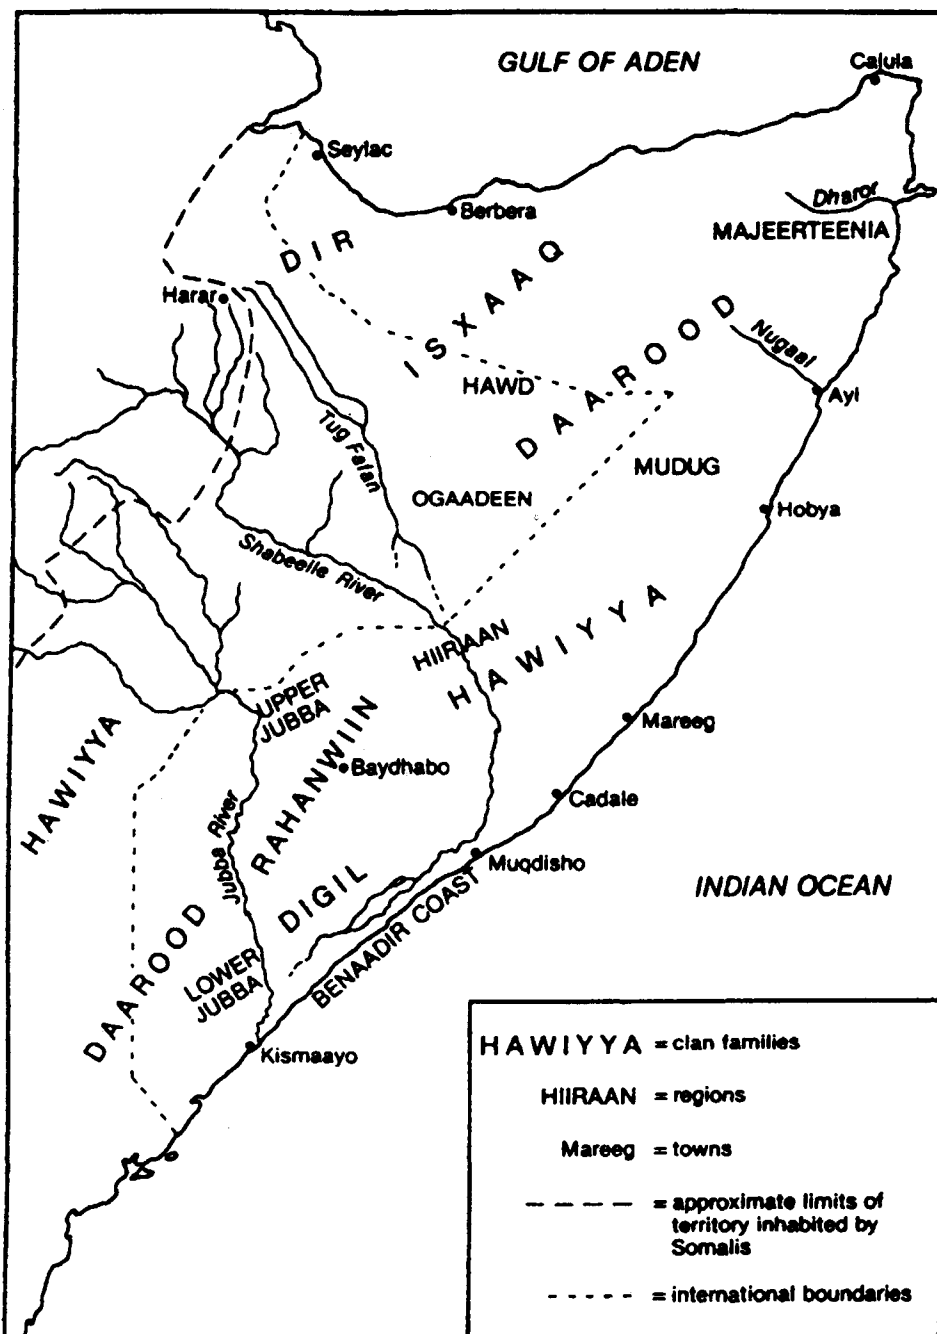 GULF OF ADEN
Calula
Seylac
Dharor
Berbera
MAJEERTEENIA
DIR
ISXAAQ
Harar
DAAROOD
Nugaal
HAWD
Ayl
Tug Fafan
MUDUG
OGAADEEN
Hobya
Shabeelle River
HIIRAAN
HAWIYYA
UPPER
JUBBA
Mareeg
HAWIYYA
RAHANWIIN
Baydhabo
Cadale
Jubba River
Muqdisho
DIGIL
INDIAN OCEAN
DAAROOD
BENAADIR COAST
LOWER
JUBBA
Kismaayo
HAWIYYA = clan families
HIIRAAN = regions
Mareeg = towns
= approximate limits of
territory inhabited by
Somalis
= international boundaries